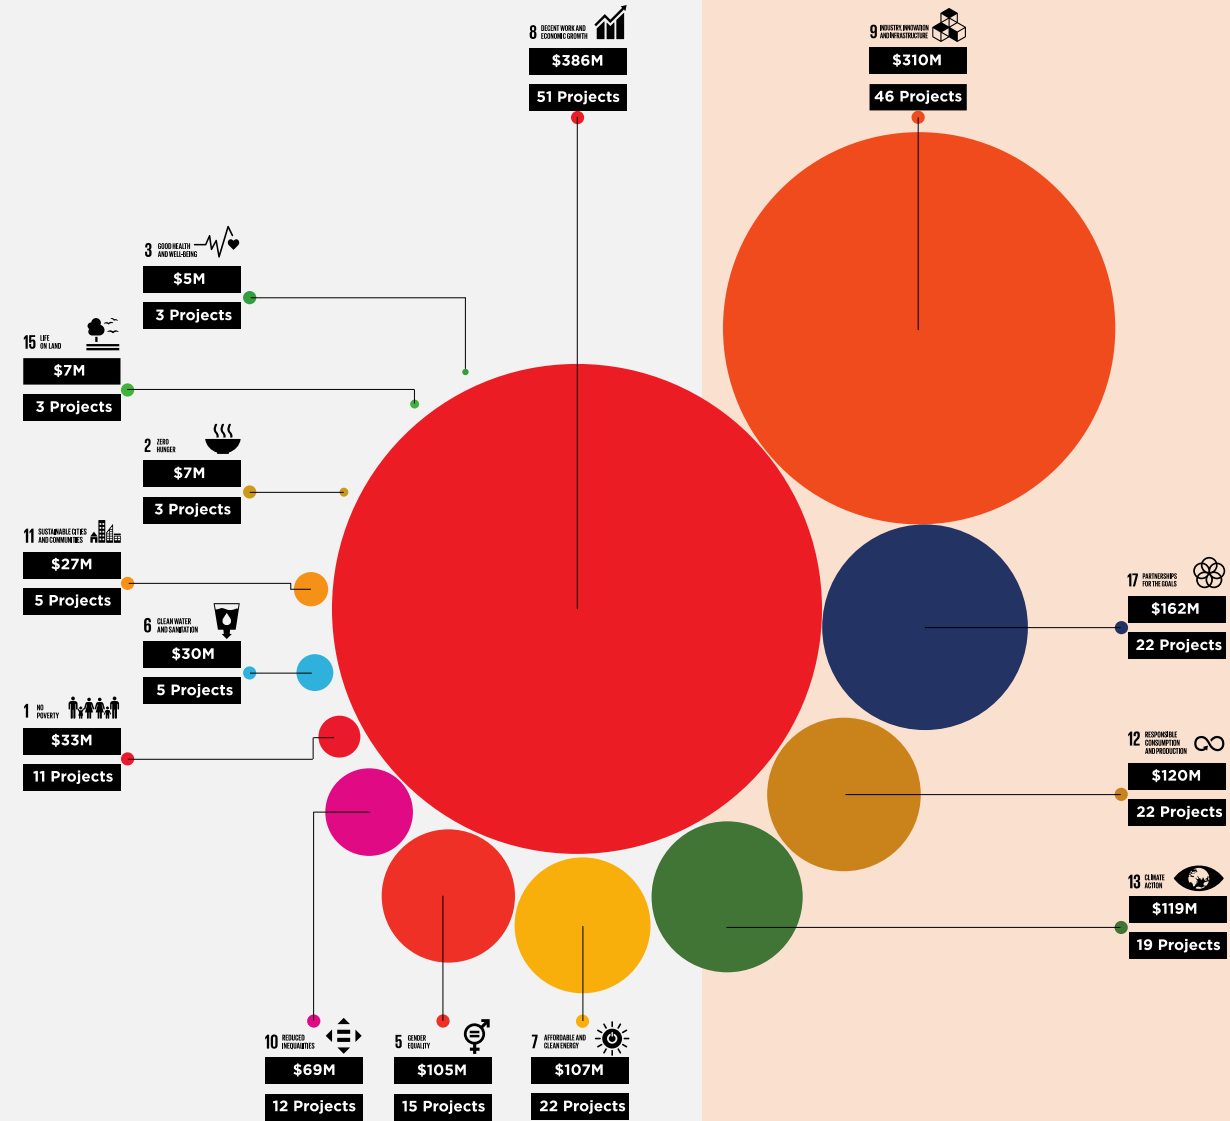 8 DECENT WORK AND
ECONOMIC GROWTH
$386M
51 Projects
9 INDUSTRY, INNOVATION
AND INFRASTRUCTURE
$310M
46 Projects
3 GOOD HEALTH
AND WELL-BEING
$5M
3 Projects
15 LIFE
ON LAND
$7M
3 Projects
2 ZERO
HUNGER
$7M
3 Projects
11 SUSTAINABLE CITIES
AND COMMUNITIES
$27M
5 Projects
6 CLEAN WATER
AND SANITATION
$30M
5 Projects
1 NO
POVERTY
$33M
11 Projects
17 PARTNERSHIPS
FOR THE GOALS
$162M
22 Projects
12 RESPONSIBLE
CONSUMPTION
AND PRODUCTION
$120M
22 Projects
13 CLIMATE
ACTION
$119M
19 Projects
10 REDUCED
INEQUALITIES
$69M
12 Projects
5 GENDER
EQUALITY
$105M
15 Projects
7 AFFORDABLE AND
CLEAN ENERGY
$107M
22 Projects